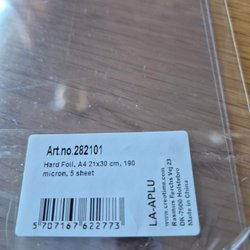 Art.no.282101
Hard Foil, A4 21x30 cm, 190
micron, 5 sheet
5 707167 622773
LA-APLU
www.creotime.com
Rasmus Færchs Vej 23
DK-7500 Holstebro
Made in China